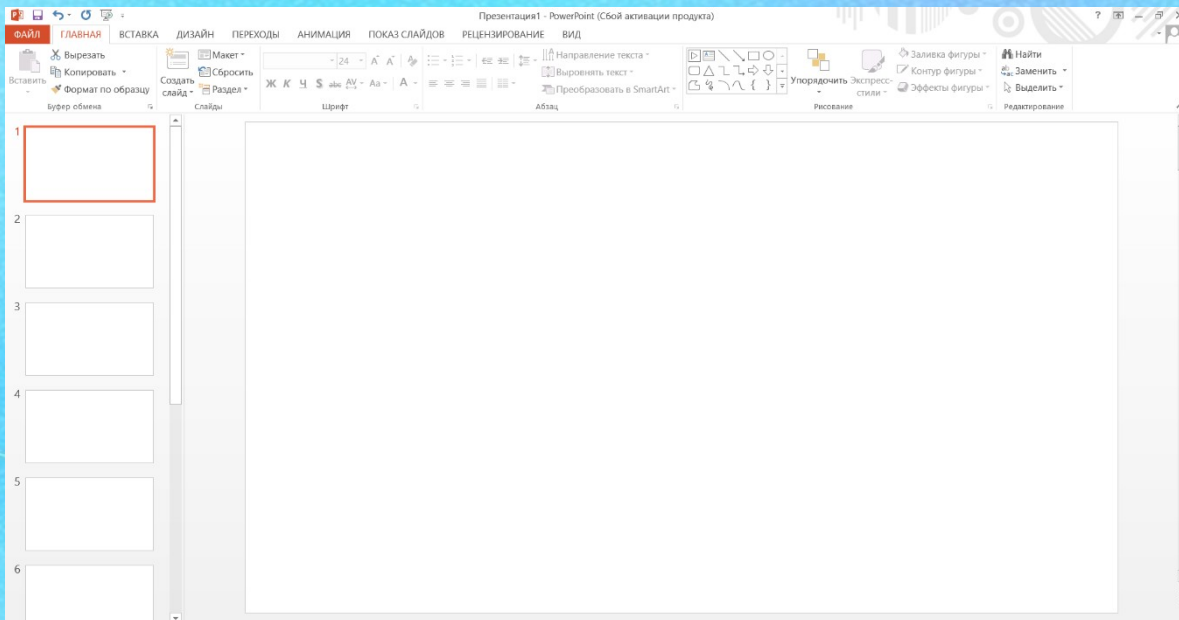 Презентация1 - PowerPoint (Сбой активации продукта)
ФАЙЛ ГЛАВНАЯ ВСТАВКА ДИЗАЙН ПЕРЕХОДЫ АНИМАЦИЯ ПОКАЗ СЛАЙДОВ РЕЦЕНЗИРОВАНИЕ ВИД
Вставить
Вырезать
Копировать
Формат по образцу
Буфер обмена
Создать слайд
Макет
Сбросить
Раздел
Слайды
24
Ж К Ч S abc AV Aa A
Шрифт
Направление текста
Выровнять текст
Преобразовать в SmartArt
Абзац
Упорядочить
Экспресс-стили
Заливка фигуры
Контур фигуры
Эффекты фигуры
Рисование
Найти
Заменить
Выделить
Редактирование
1
2
3
4
5
6